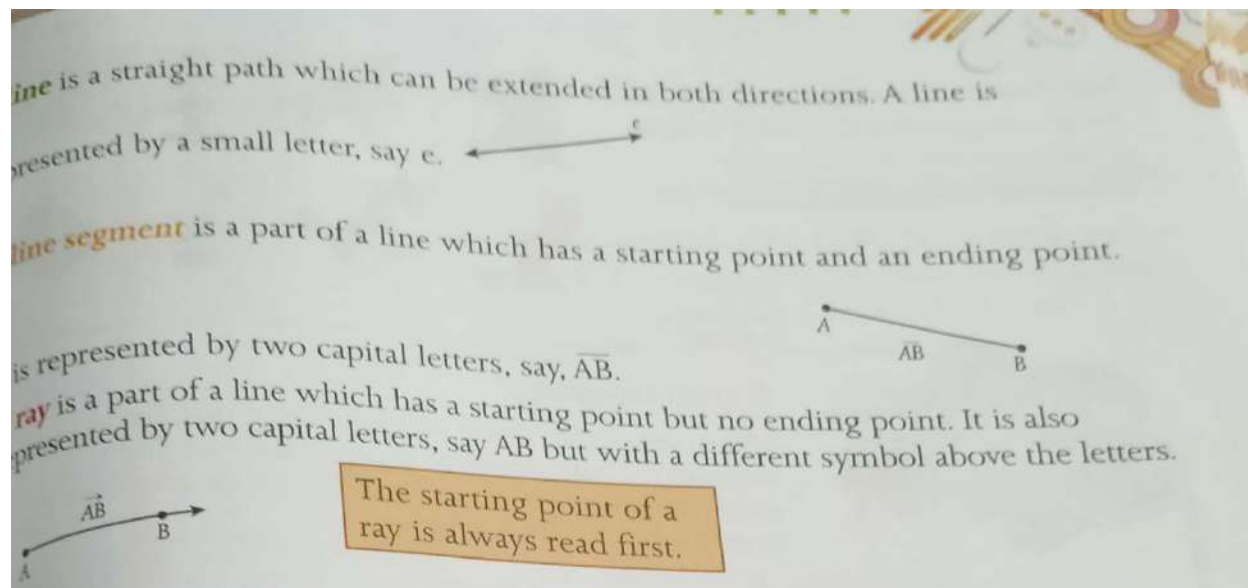 ine is a straight path which can be extended in both directions. A line is
presented by a small letter, say e.
e
line segment is a part of a line which has a starting point and an ending point.
A
B
AB̅
is represented by two capital letters, say, A̅B̅.
ray is a part of a line which has a starting point but no ending point. It is also
presented by two capital letters, say AB but with a different symbol above the letters.
AB⃗
A
B
The starting point of a
ray is always read first.